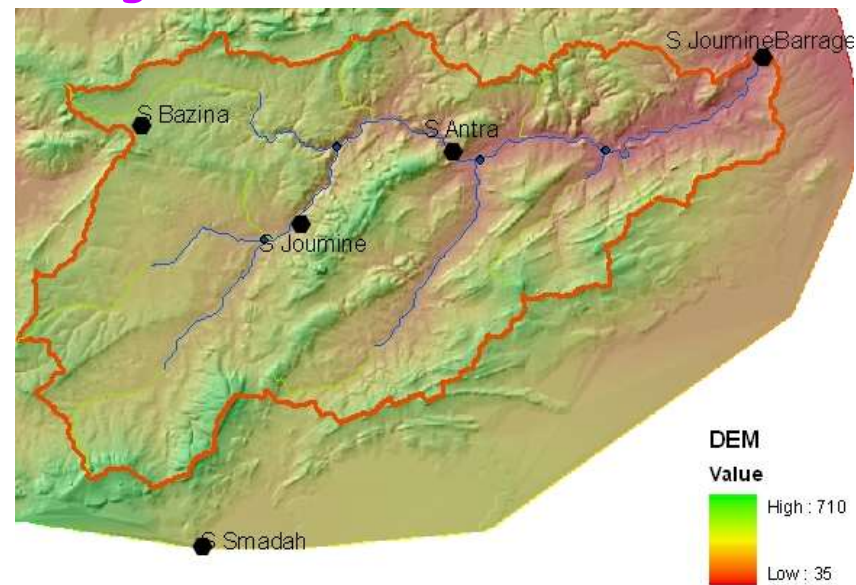 S JoumineBarrage
S Bazina
S Antra
S Joumine
S Smadah
DEM
Value
High : 710
Low : 35